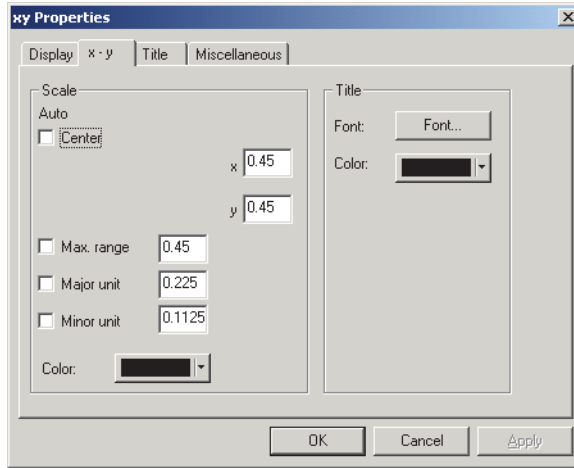 xy Properties
Display x - y Title Miscellaneous
Scale
Auto
Center
x 0.45
y 0.45
Max. range 0.45
Major unit 0.225
Minor unit 0.1125
Color:
Title
Font: Font...
Color:
OK Cancel Apply